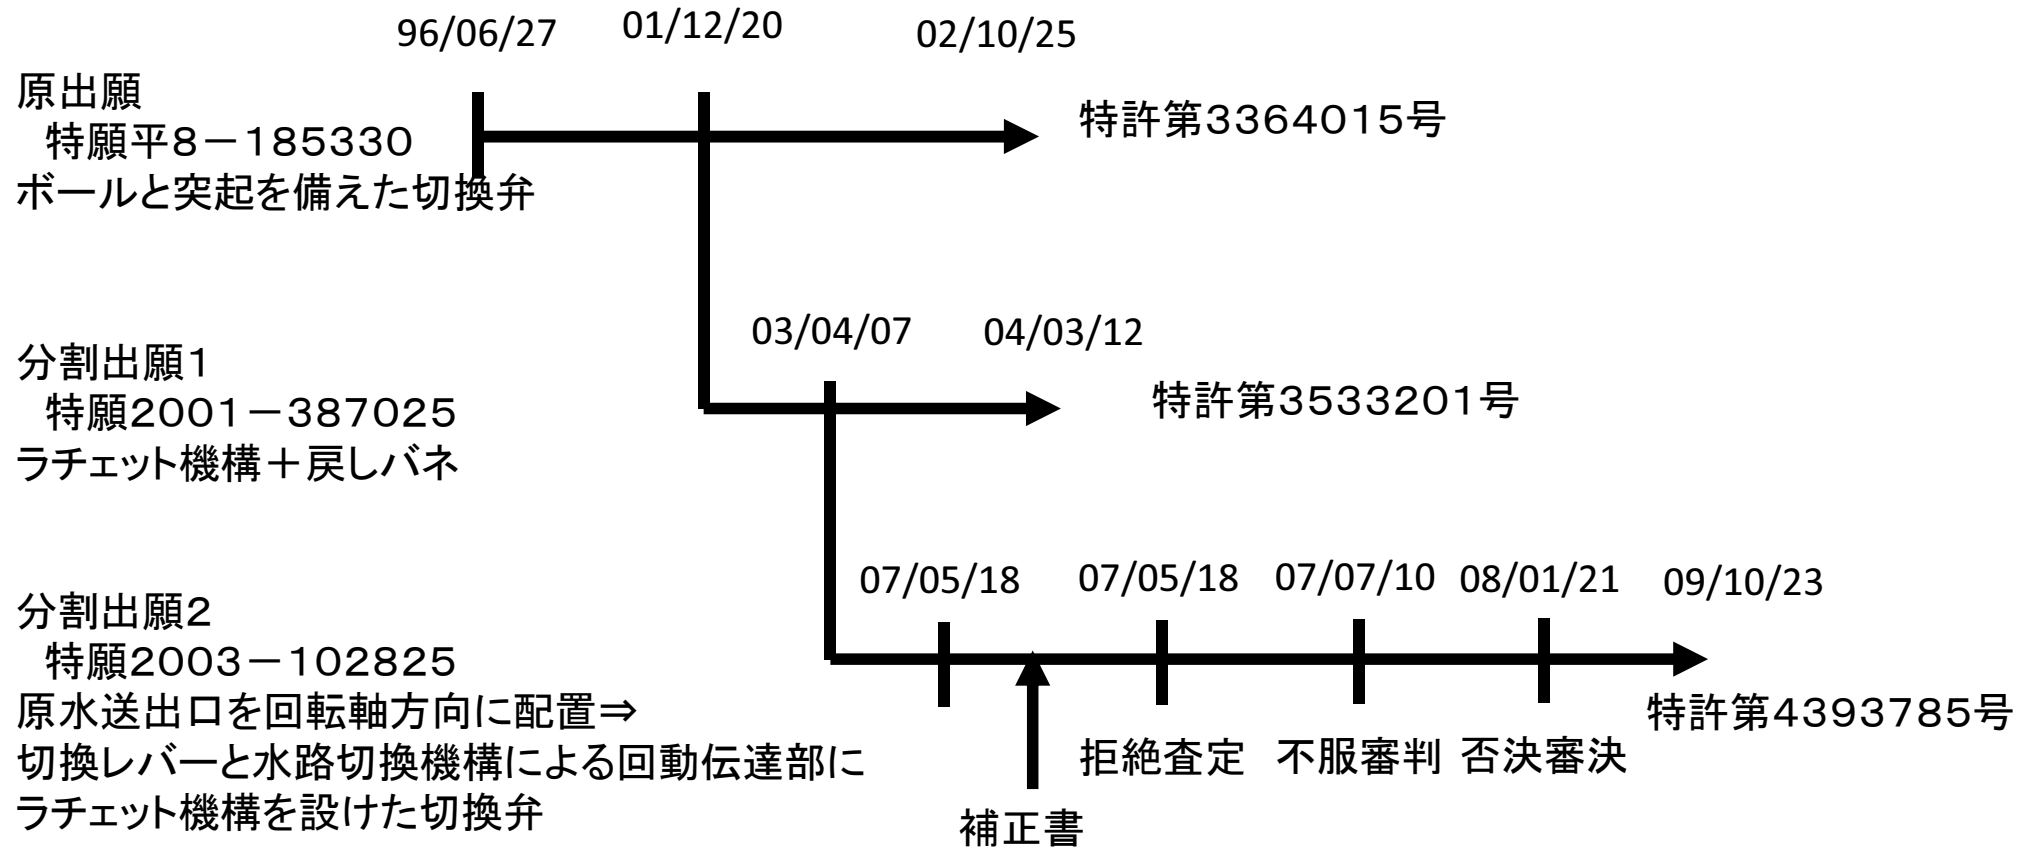 96/06/27
01/12/20
02/10/25
原出願
特願平8－185330
ボールと突起を備えた切換弁
特許第3364015号
03/04/07
04/03/12
分割出願1
特願2001－387025
ラチェット機構＋戻しバネ
特許第3533201号
07/05/18
07/05/18
07/07/10
08/01/21
09/10/23
分割出願2
特願2003－102825
原水送出口を回転軸方向に配置⇒
切換レバーと水路切換機構による回動伝達部に
ラチェット機構を設けた切換弁
補正書
拒絶査定
不服審判
否決審決
特許第4393785号